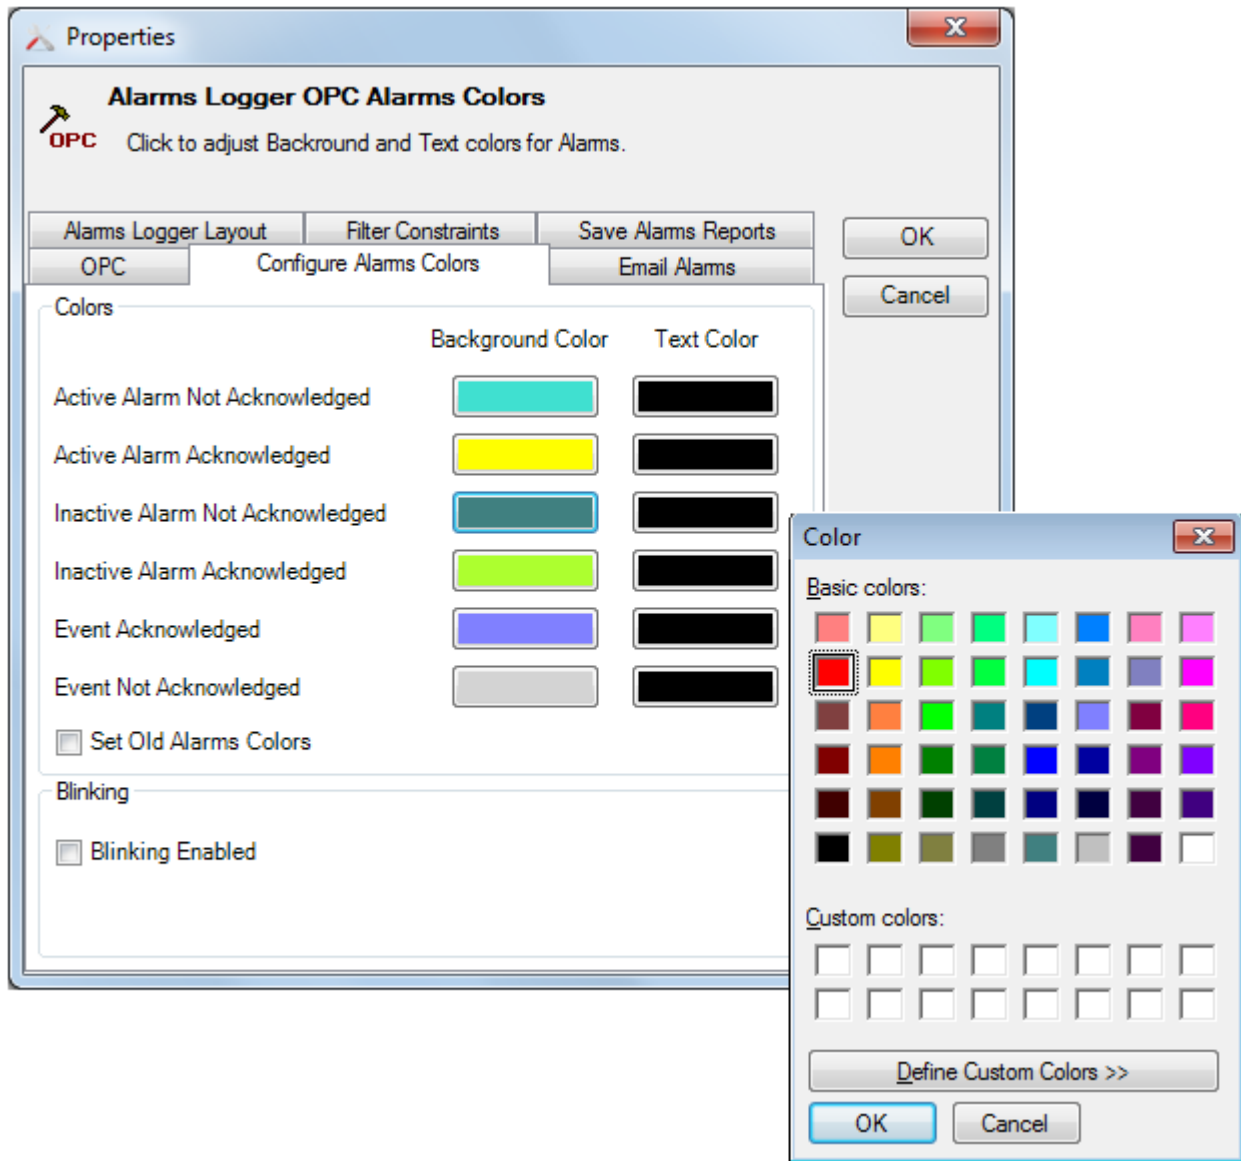 Properties
Alarms Logger OPC Alarms Colors
OPC
Click to adjust Backround and Text colors for Alarms.
Alarms Logger Layout Filter Constraints Save Alarms Reports
OPC Configure Alarms Colors Email Alarms
OK
Cancel
Colors
Background Color Text Color
Active Alarm Not Acknowledged
Active Alarm Acknowledged
Inactive Alarm Not Acknowledged
Inactive Alarm Acknowledged
Event Acknowledged
Event Not Acknowledged
Set Old Alarms Colors
Blinking
Blinking Enabled
Color
Basic colors:
Custom colors:
Define Custom Colors >>
OK Cancel